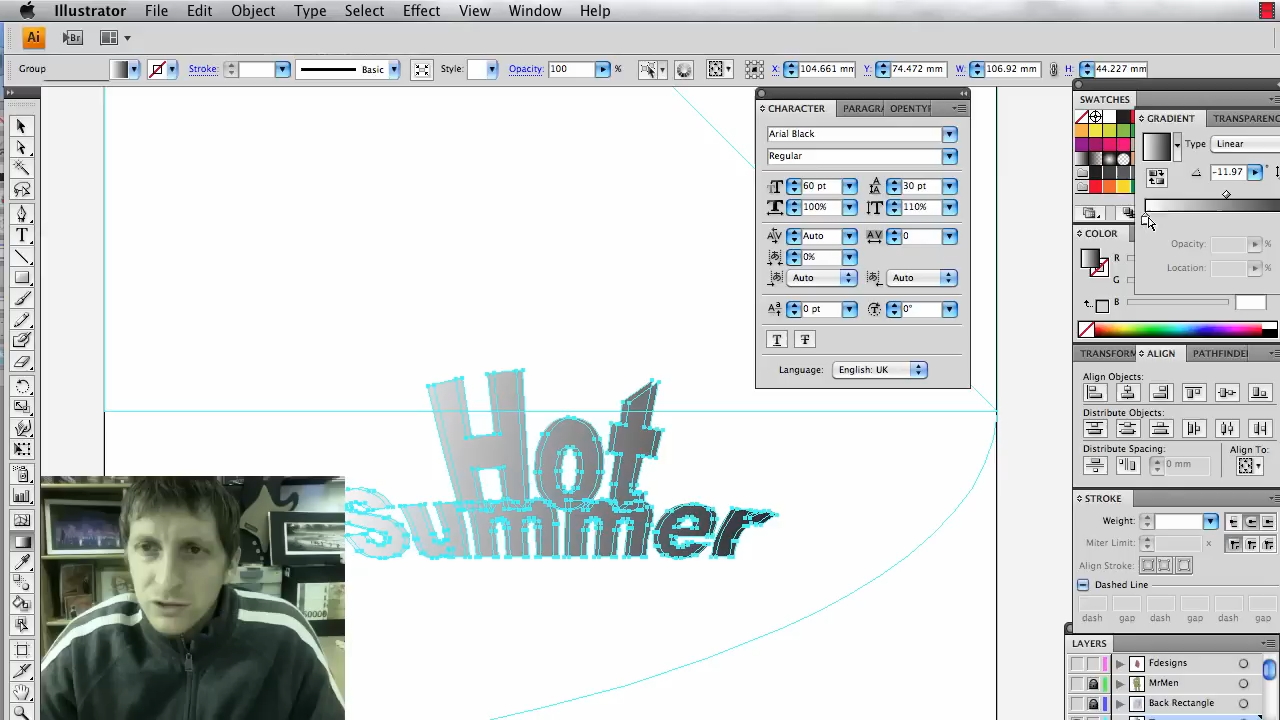 Illustrator File Edit Object Type Select Effect View Window Help
Ai Br
Group Stroke: Basic Style: Opacity: 100 X: 104.661 mm Y: 74.472 mm W: 106.92 mm H: 44.227 mm
SWATCHES
CHARACTER PARAGRA OPENTYP
GRADIENT TRANSPARENC
Arial Black
Type Linear
Regular
-11.97 °
60 pt 30 pt
100% 110%
Auto 0
COLOR
0%
Opacity: %
R
Auto Auto
Location: %
G
B
0 pt 0°
T T
TRANSFORM ALIGN PATHFINDE
Language: English: UK
Align Objects:
Distribute Objects:
Distribute Spacing: Align To:
0 mm
Hot
Summer
STROKE
Weight:
Miter Limit: ×
Align Stroke:
Dashed Line
dash gap dash gap dash gap
LAYERS
Fdesigns
MrMen
Back Rectangle